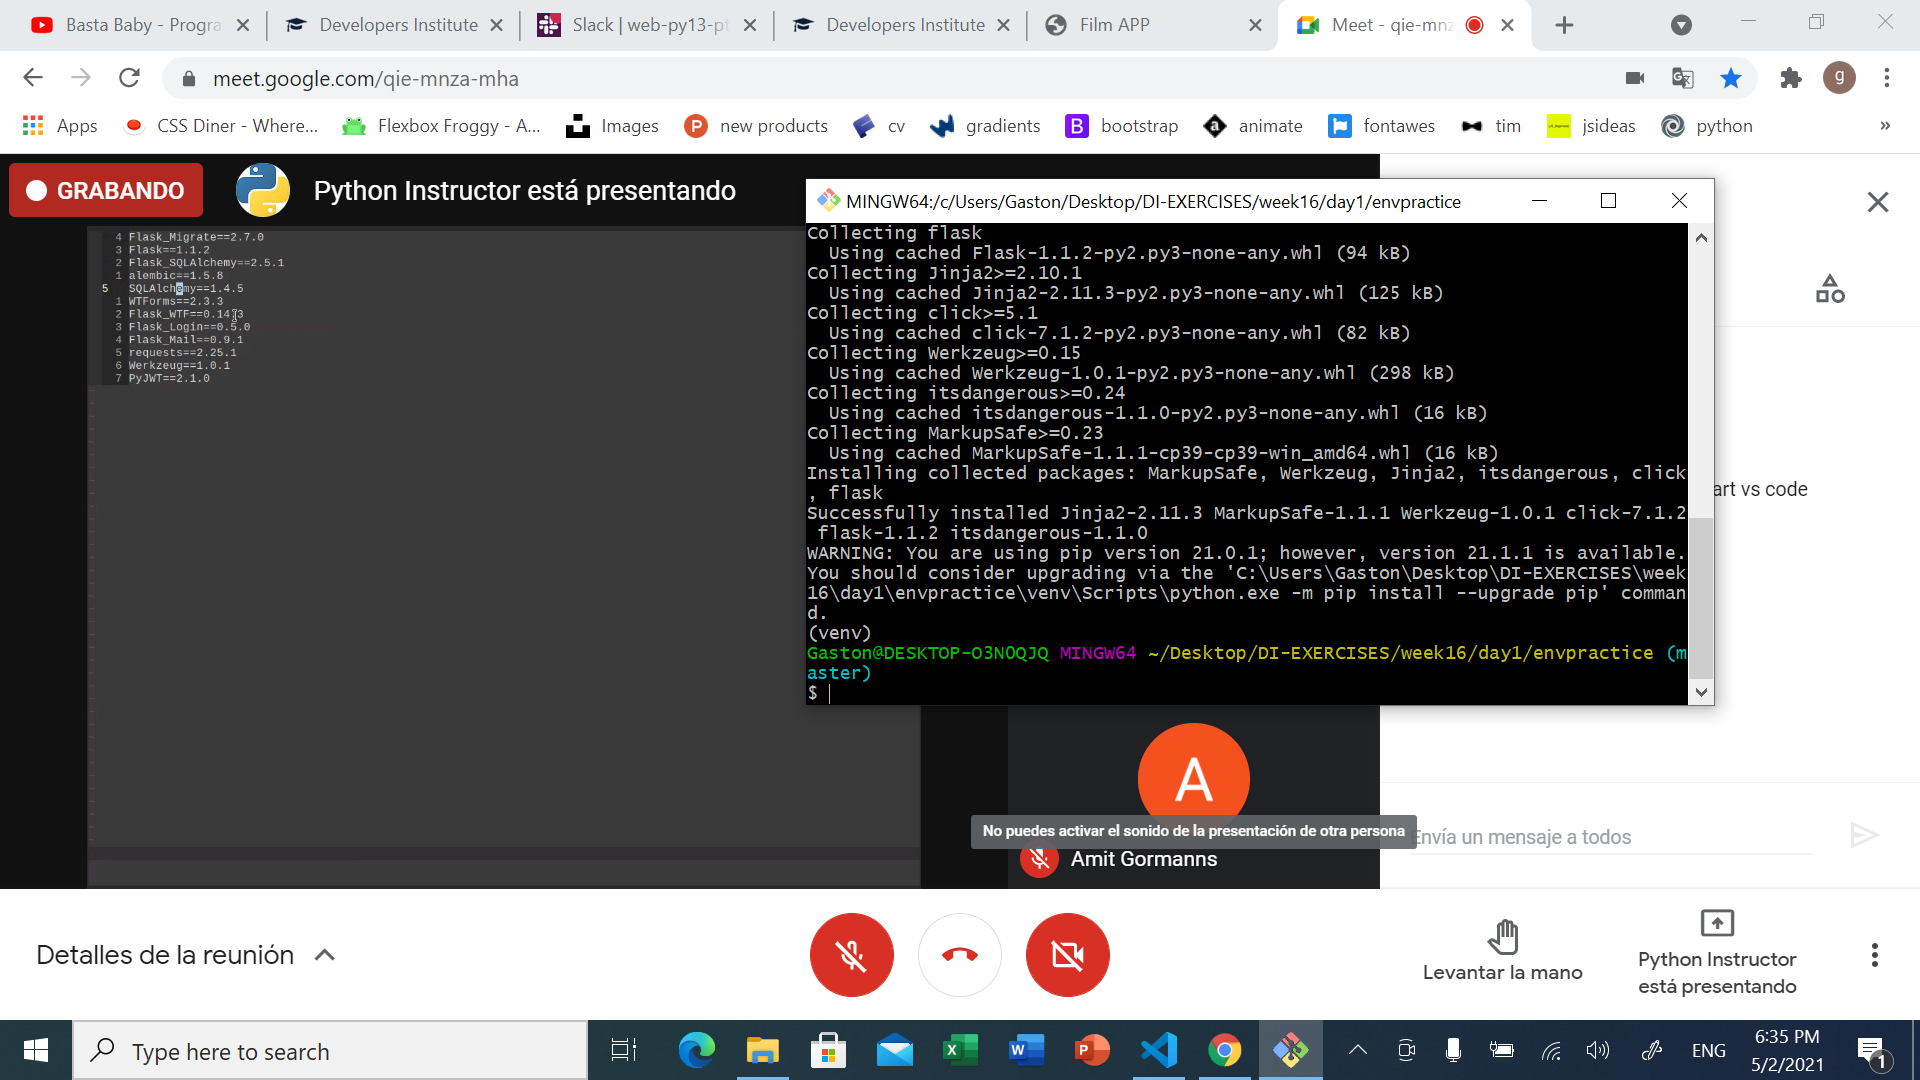 Basta Baby - Progra
Developers Institute
Slack | web-py13-pt
Developers Institute
Film APP
Meet - qie-mnz
meet.google.com/qie-mnza-mha
g
Apps
CSS Diner - Where...
Flexbox Froggy - A...
Images
new products
cv
gradients
bootstrap
animate
fontawes
tim
jsideas
python
»
GRABANDO
Python Instructor está presentando
4 Flask_Migrate==2.7.0
3 Flask==1.1.2
2 Flask_SQLAlchemy==2.5.1
1 alembic==1.5.8
5 SQLAlchemy==1.4.5
1 WTForms==2.3.3
2 Flask_WTF==0.14.3
3 Flask_Login==0.5.0
4 Flask_Mail==0.9.1
5 requests==2.25.1
6 Werkzeug==1.0.1
7 PyJWT==2.1.0
MINGW64:/c/Users/Gaston/Desktop/DI-EXERCISES/week16/day1/envpractice
Collecting flask
Using cached Flask-1.1.2-py2.py3-none-any.whl (94 kB)
Collecting Jinja2>=2.10.1
Using cached Jinja2-2.11.3-py2.py3-none-any.whl (125 kB)
Collecting click>=5.1
Using cached click-7.1.2-py2.py3-none-any.whl (82 kB)
Collecting Werkzeug>=0.15
Using cached Werkzeug-1.0.1-py2.py3-none-any.whl (298 kB)
Collecting itsdangerous>=0.24
Using cached itsdangerous-1.1.0-py2.py3-none-any.whl (16 kB)
Collecting MarkupSafe>=0.23
Using cached MarkupSafe-1.1.1-cp39-cp39-win_amd64.whl (16 kB)
Installing collected packages: MarkupSafe, Werkzeug, Jinja2, itsdangerous, click
, flask
Successfully installed Jinja2-2.11.3 MarkupSafe-1.1.1 Werkzeug-1.0.1 click-7.1.2
flask-1.1.2 itsdangerous-1.1.0
WARNING: You are using pip version 21.0.1; however, version 21.1.1 is available.
You should consider upgrading via the 'C:\Users\Gaston\Desktop\DI-EXERCISES\week
16\day1\envpractice\venv\Scripts\python.exe -m pip install --upgrade pip' comman
d.
(venv)
Gaston@DESKTOP-O3N0QJQ MINGW64 ~/Desktop/DI-EXERCISES/week16/day1/envpractice (m
aster)
$
art vs code
A
No puedes activar el sonido de la presentación de otra persona
Amit Gormanns
Envía un mensaje a todos
Detalles de la reunión
Levantar la mano
Python Instructor
está presentando
Type here to search
ENG
6:35 PM
5/2/2021
1